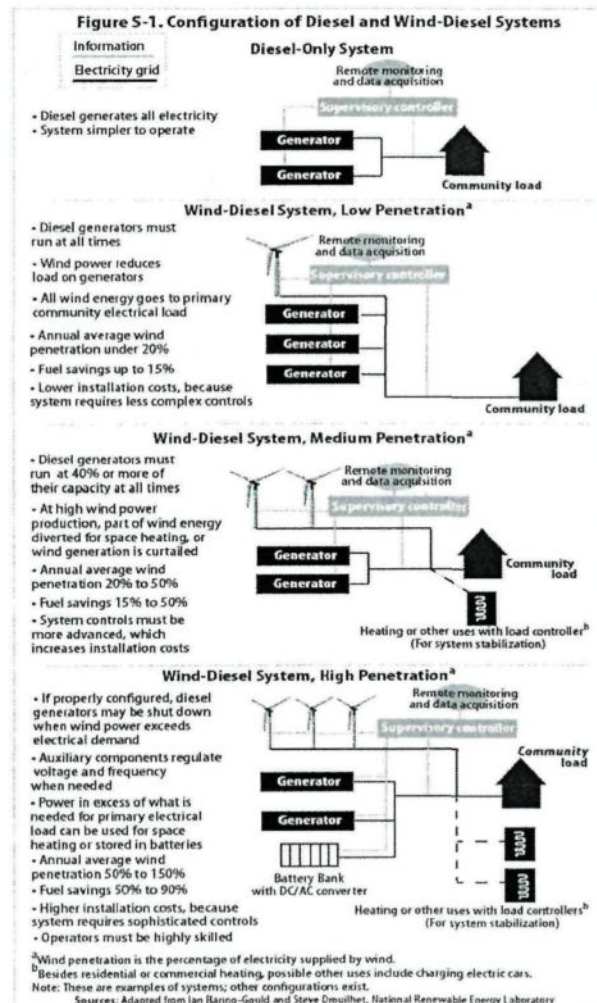 Figure S-1. Configuration of Diesel and Wind-Diesel Systems
Information
Electricity grid
Diesel-Only System
Remote monitoring
and data acquisition
Supervisory controller
• Diesel generates all electricity
• System simpler to operate
Generator
Generator
Community load
Wind-Diesel System, Low Penetrationᵃ
• Diesel generators must
run at all times
• Wind power reduces
load on generators
• All wind energy goes to primary
community electrical load
• Annual average wind
penetration under 20%
• Fuel savings up to 15%
• Lower installation costs, because
system requires less complex controls
Remote monitoring
and data acquisition
Supervisory controller
Generator
Generator
Generator
Community load
Wind-Diesel System, Medium Penetrationᵃ
• Diesel generators must
run at 40% or more of
their capacity at all times
• At high wind power
production, part of wind energy
diverted for space heating, or
wind generation is curtailed
• Annual average wind
penetration 20% to 50%
• Fuel savings 15% to 50%
• System controls must be
more advanced, which
increases installation costs
Remote monitoring
and data acquisition
Supervisory controller
Generator
Generator
Community
load
Heating or other uses with load controllerᵇ
(For system stabilization)
Wind-Diesel System, High Penetrationᵃ
• If properly configured, diesel
generators may be shut down
when wind power exceeds
electrical demand
• Auxiliary components regulate
voltage and frequency
when needed
• Power in excess of what is
needed for primary electrical
load can be used for space
heating or stored in batteries
• Annual average wind
penetration 50% to 150%
• Fuel savings 50% to 90%
• Higher installation costs, because
system requires sophisticated controls
• Operators must be highly skilled
Remote monitoring
and data acquisition
Supervisory controller
Generator
Generator
Battery Bank
with DC/AC converter
Community
load
Heating or other uses with load controllersᵇ
(For system stabilization)
ᵃWind penetration is the percentage of electricity supplied by wind.
ᵇBesides residential or commercial heating, possible other uses include charging electric cars.
Note: These are examples of systems; other configurations exist.
Sources: Adapted from Ian Baring-Gould and Steve Drouilhet, National Renewable Energy Laboratory